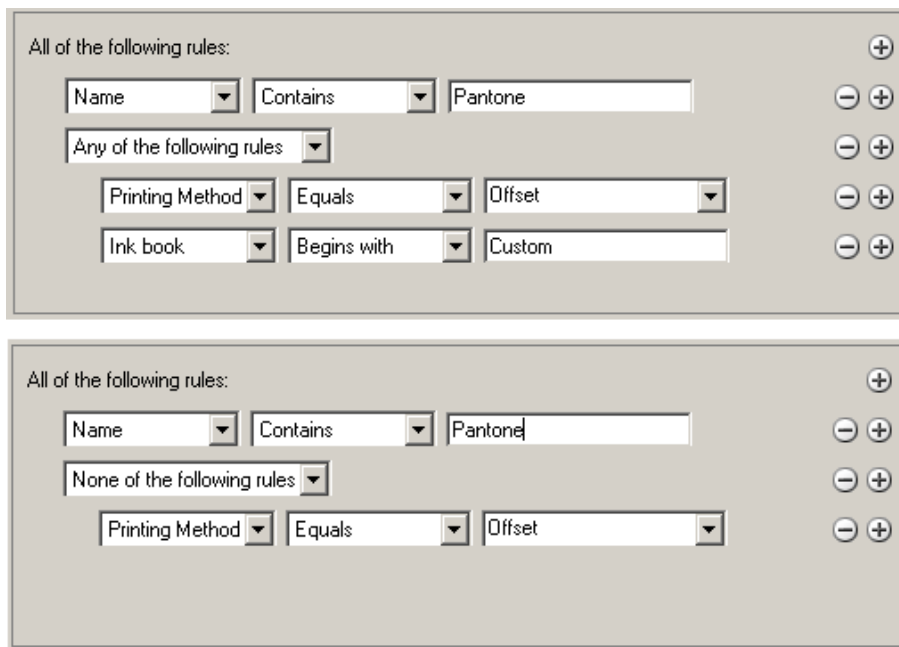 All of the following rules:
Name Contains Pantone
Any of the following rules
Printing Method Equals Offset
Ink book Begins with Custom
All of the following rules:
Name Contains Pantone
None of the following rules
Printing Method Equals Offset